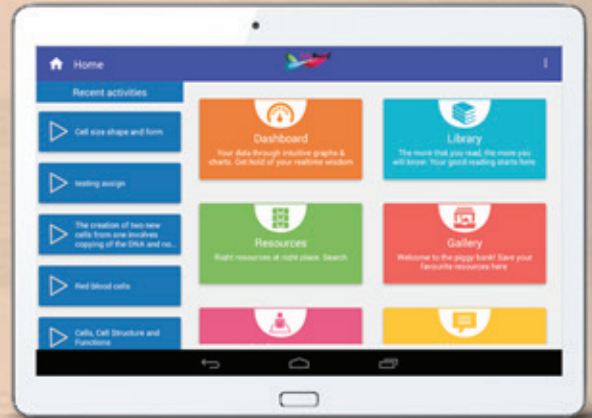 Home
Recent activities
Cell size shape and form
testing assign
The creation of two new
cells from one involves
copying of the DNA and no...
Red blood cells
Cells, Cell Structure and
Functions
Dashboard
Your data through intuitive graphs &
charts. Get hold of your realtime wisdom
Library
The more that you read, the more you
will know. Your good reading starts here
Resources
Right resources at right place. Search
Gallery
Welcome to the piggy bank! Save your
favourite resources here